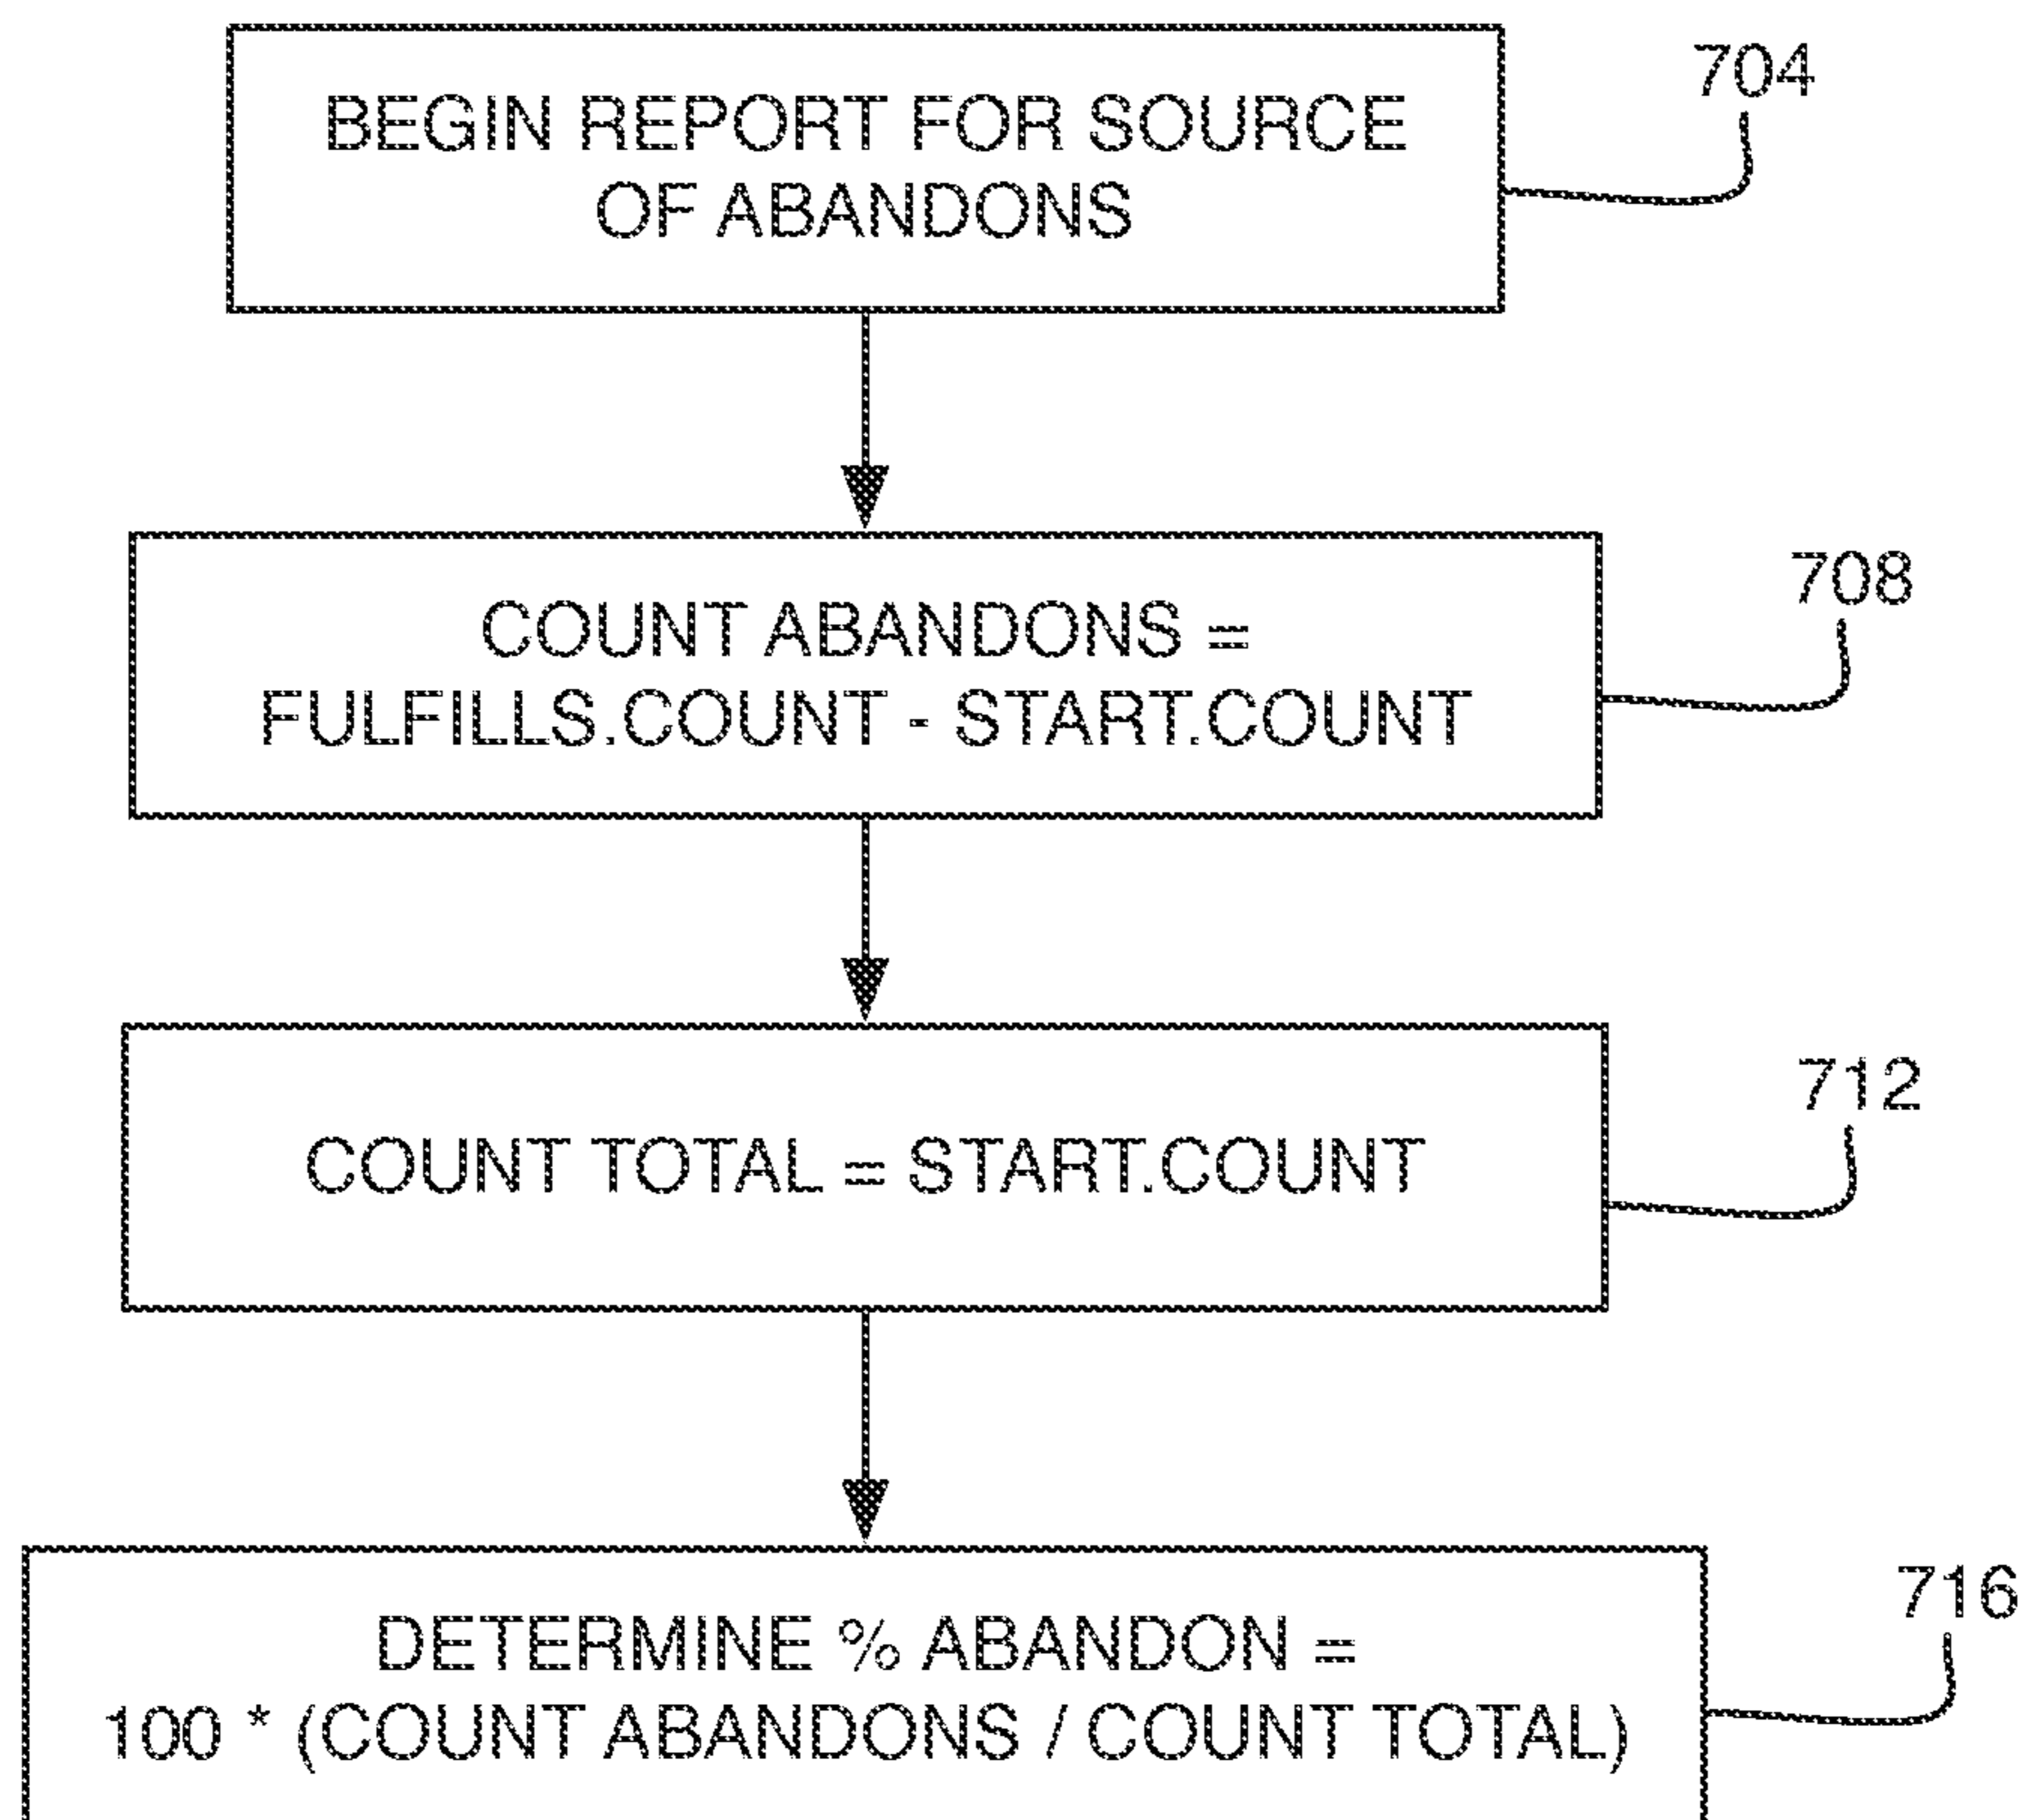 BEGIN REPORT FOR SOURCE
OF ABANDONS
704
COUNT ABANDONS =
FULFILLS.COUNT - START.COUNT
708
COUNT TOTAL = START.COUNT
712
DETERMINE % ABANDON =
100 * (COUNT ABANDONS / COUNT TOTAL)
716